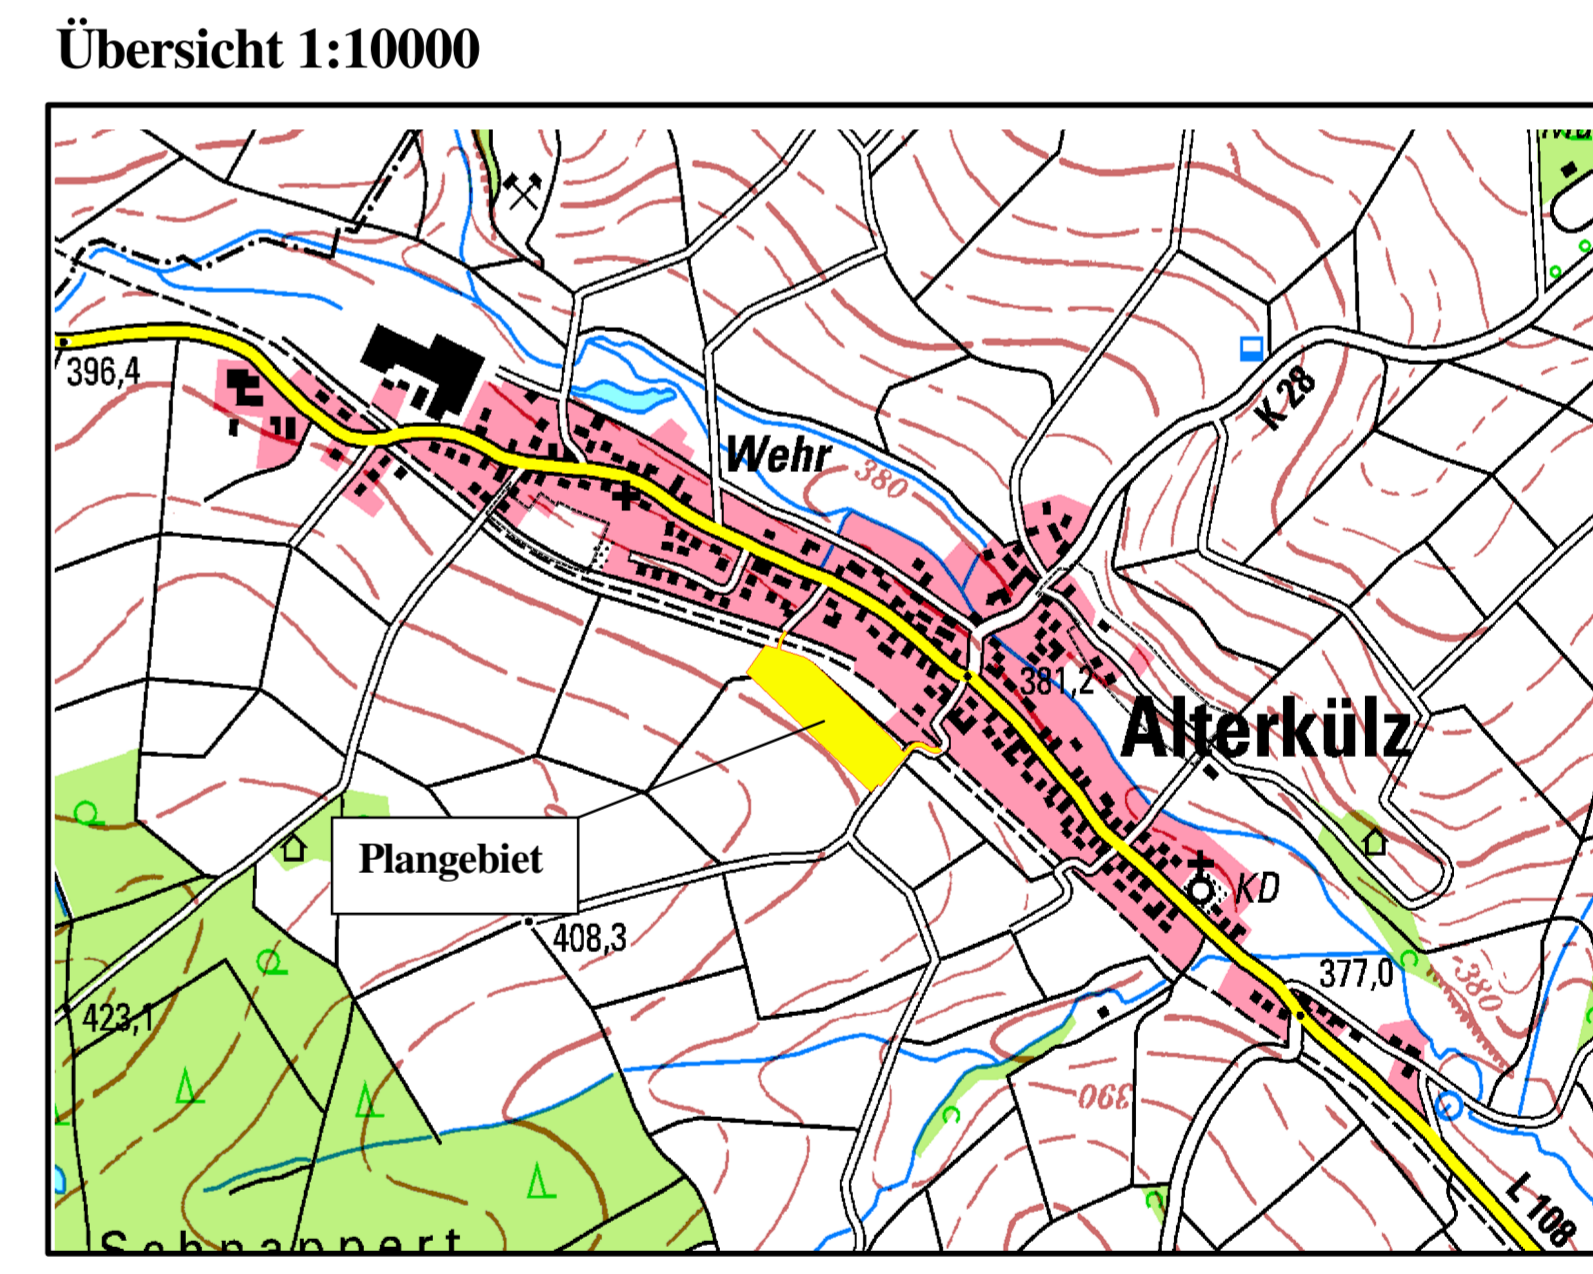 Übersicht 1:10000
396,4
K 28
Wehr
380
381,2
Alterkülz
Plangebiet
KD
408,3
377,0
380
423,1
390
L 108
Schnappert